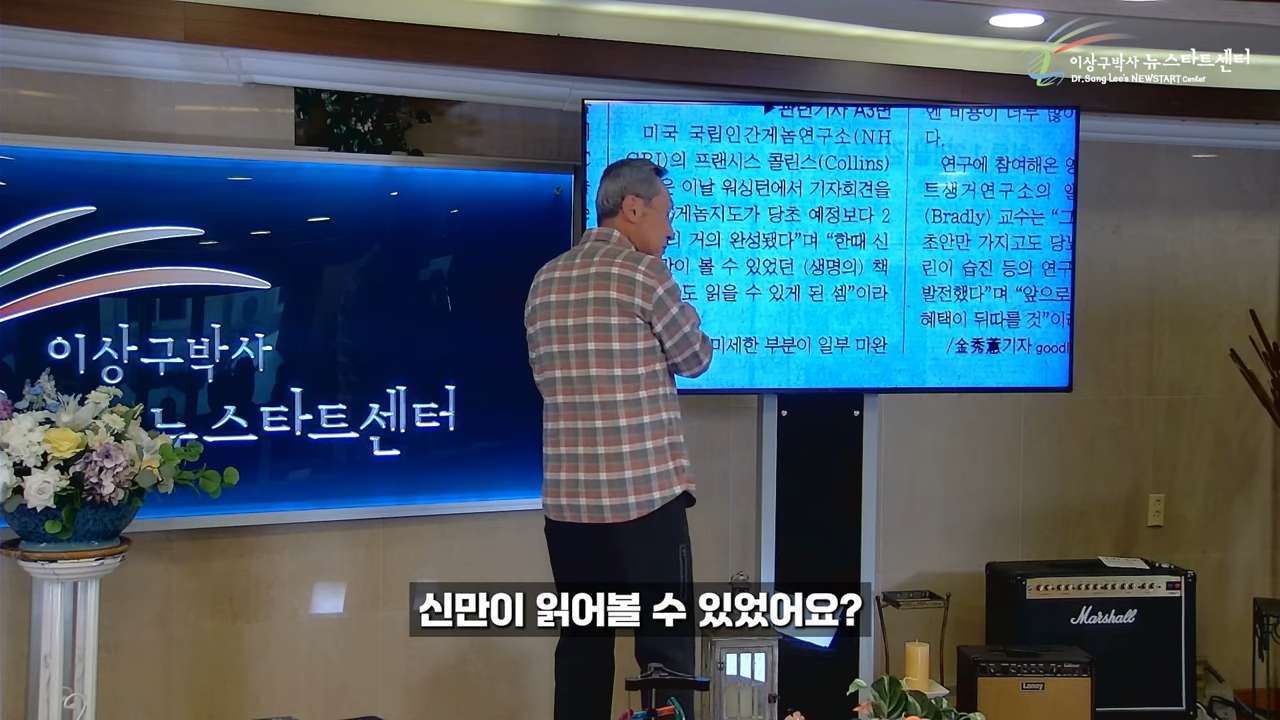 이상구박사 뉴스타트센터
Dr. Sang Lee's NEWSTART Center
▶관련기사 A3면
미국 국립인간게놈연구소(NH
의 프랜시스 콜린스(Collins)
이날 워싱턴에서 기자회견을
게놈지도가 당초 예정보다 2
거의 완성됐다”며 “한때 신
만이 볼 수 있었던 (생명의) 책
도 읽을 수 있게 된 셈”이라
미세한 부분이 일부 미완
비용이 너무 많이
다.
연구에 참여해온 영
트생거연구소의
(Bradly) 교수는 “그
초안만 가지고도 당뇨
린이 습진 등의 연구
발전했다”며 “앞으로
혜택이 뒤따를 것”이라
/金秀蕙기자 goodl
이상구박사
뉴스타트센터
신만이 읽어볼 수 있었어요?
Marshall
Laney